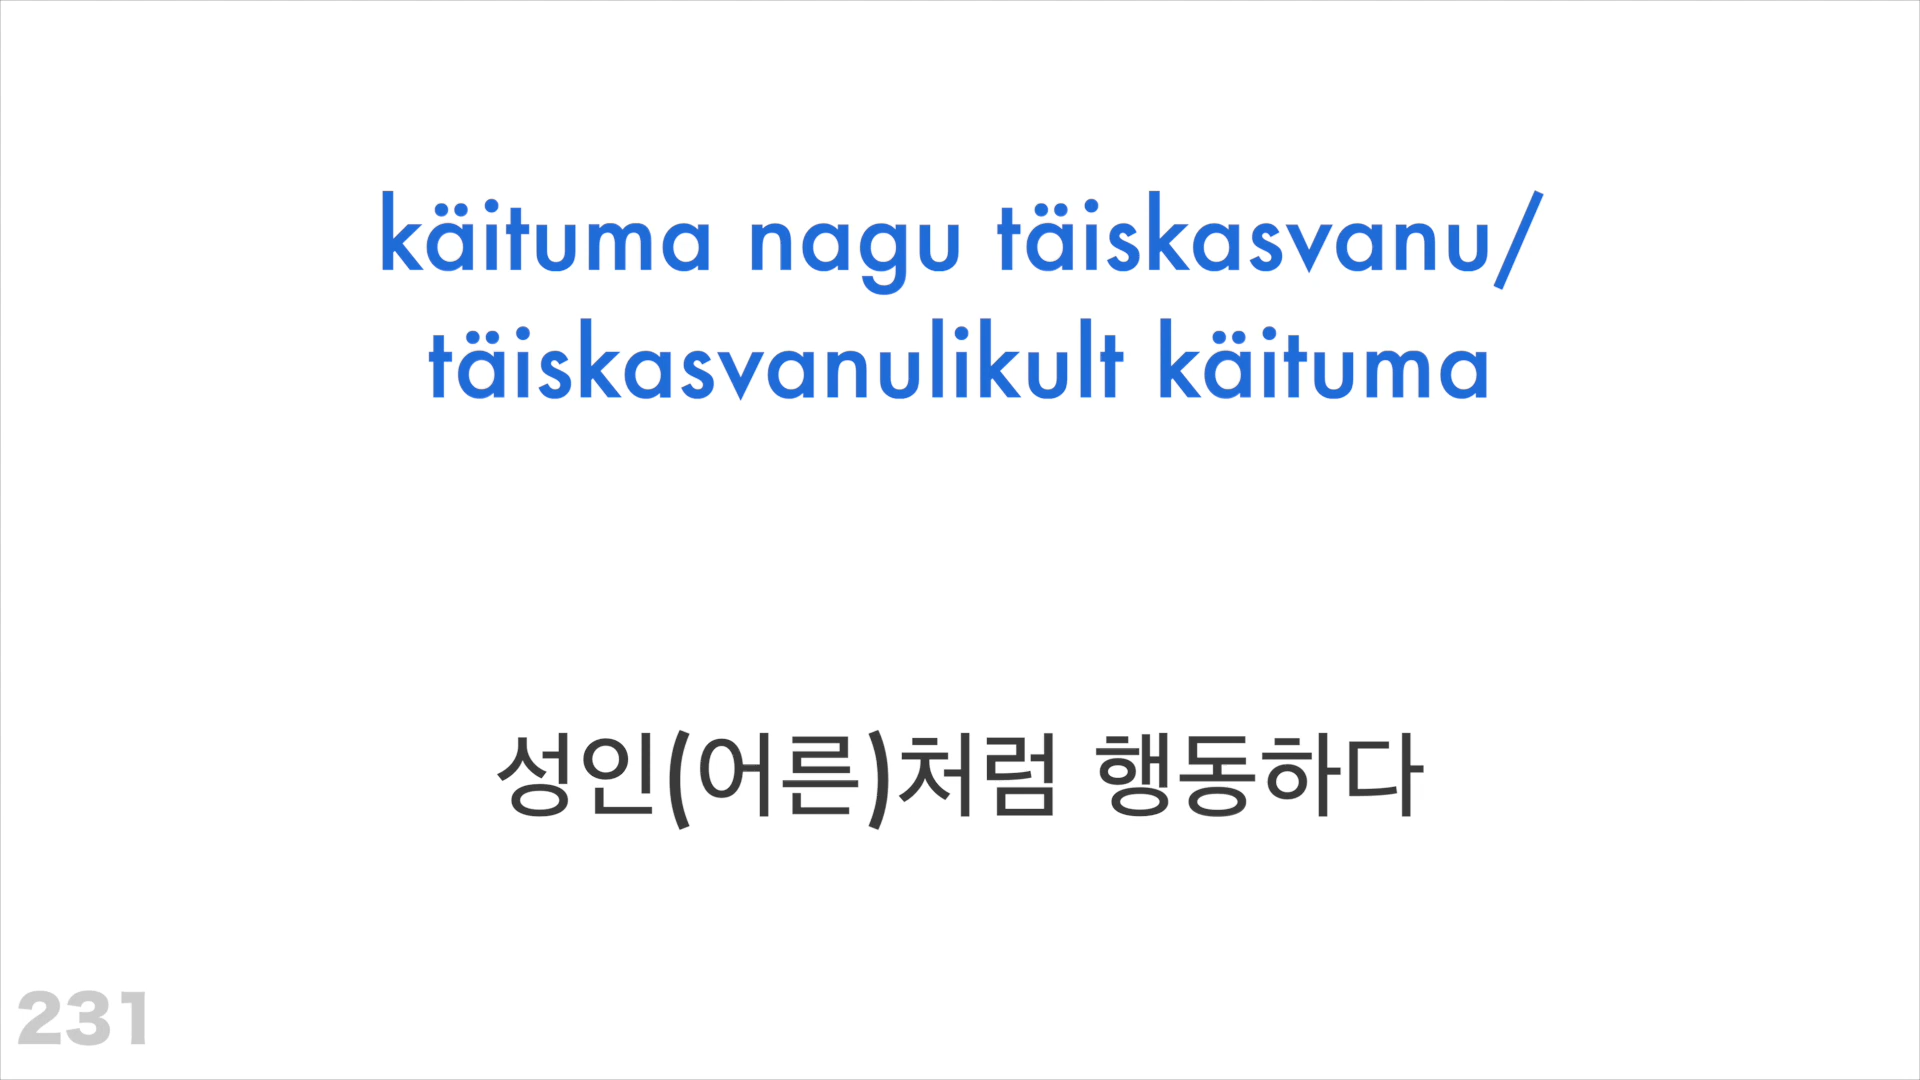 käituma nagu täiskasvanu/
täiskasvanulikult käituma
성인(어른)처럼 행동하다
231